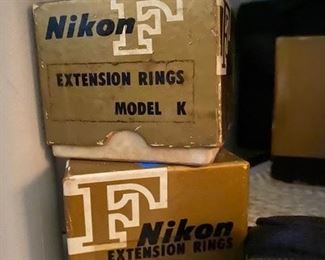 Nikon F
EXTENSION RINGS
MODEL K
F Nikon
EXTENSION RINGS